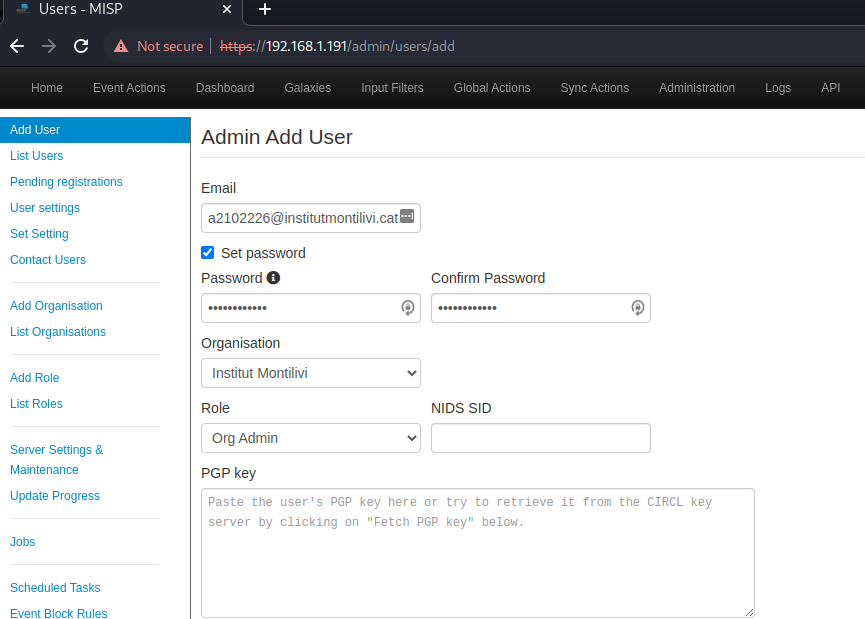 Users - MISP
Not secure https://192.168.1.191/admin/users/add
Home Event Actions Dashboard Galaxies Input Filters Global Actions Sync Actions Administration Logs API
Add User
List Users
Pending registrations
User settings
Set Setting
Contact Users
Add Organisation
List Organisations
Add Role
List Roles
Server Settings &
Maintenance
Update Progress
Jobs
Scheduled Tasks
Event Block Rules
Admin Add User
Email
a2102226@institutmontilivi.cat
Set password
Password Confirm Password
•••••••••••• ••••••••••••
Organisation
Institut Montilivi
Role NIDS SID
Org Admin
PGP key
Paste the user's PGP key here or try to retrieve it from the CIRCL key
server by clicking on "Fetch PGP key" below.